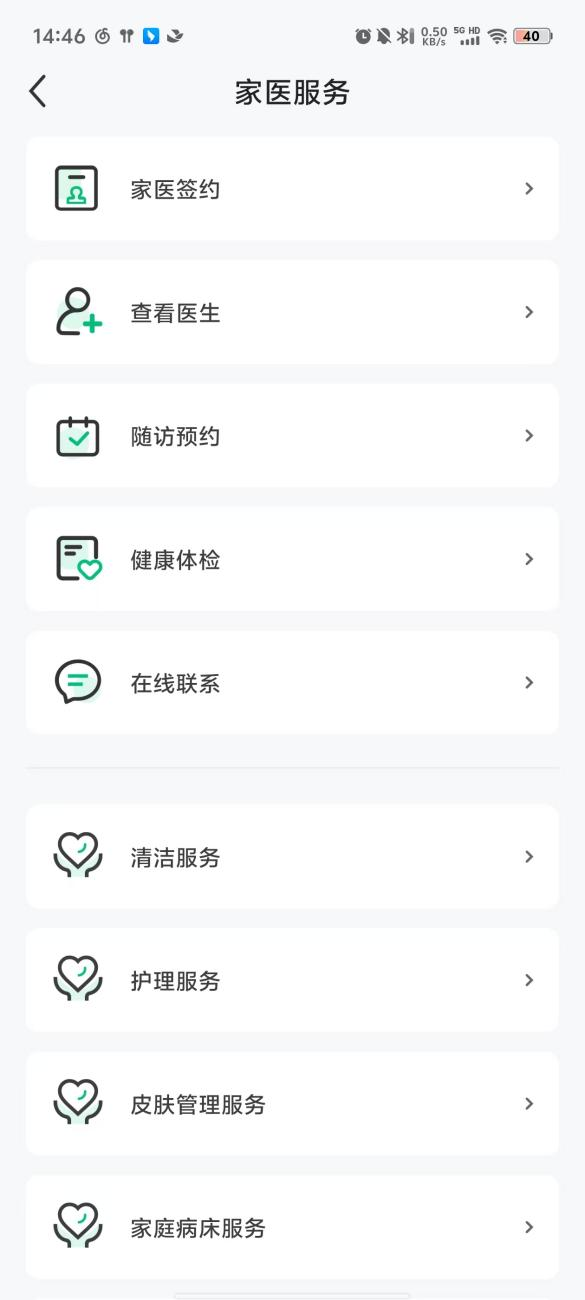 14:46
0.50 KB/s
5G HD
40
家医服务
家医签约
查看医生
随访预约
健康体检
在线联系
清洁服务
护理服务
皮肤管理服务
家庭病床服务